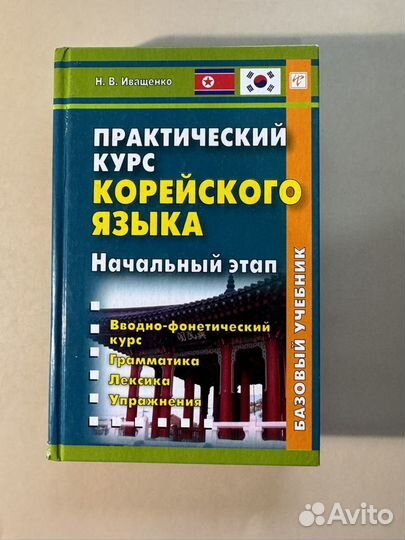 Н. В. Иващенко
ПРАКТИЧЕСКИЙ
КУРС
КОРЕЙСКОГО
ЯЗЫКА
Начальный этап
Вводно-фонетический
курс
Грамматика
Лексика
Упражнения
БАЗОВЫЙ УЧЕБНИК
Avito